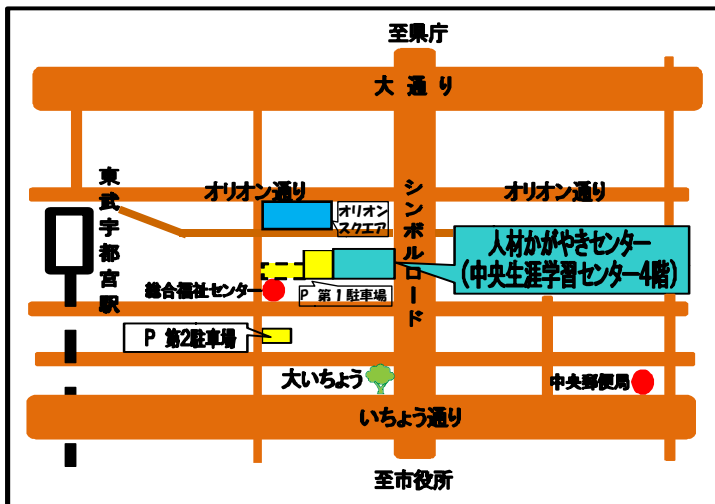 至県庁
大通り
東武宇都宮駅
オリオン通り
シンボルロード
オリオン通り
オリオン
スクエア
人材かがやきセンター
(中央生涯学習センター4階)
総合福祉センター
P 第1駐車場
P 第2駐車場
大いちょう
中央郵便局
いちょう通り
至市役所